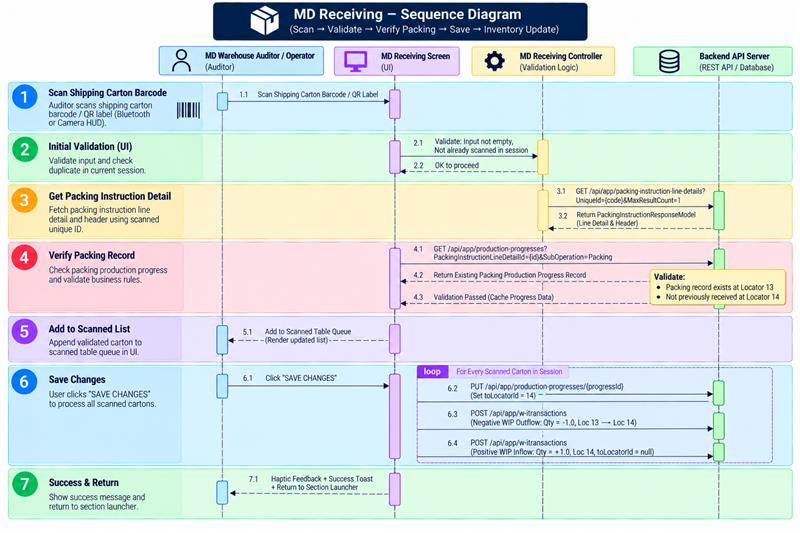 MD Receiving – Sequence Diagram
(Scan → Validate → Verify Packing → Save → Inventory Update)
MD Warehouse Auditor / Operator
(Auditor)
MD Receiving Screen
(UI)
MD Receiving Controller
(Validation Logic)
Backend API Server
(REST API / Database)
1
Scan Shipping Carton Barcode
Auditor scans shipping carton
barcode / QR label (Bluetooth
or Camera HUD).
1.1 Scan Shipping Carton Barcode / QR Label
2
Initial Validation (UI)
Validate input and check
duplicate in current session.
2.1 Validate: Input not empty,
Not already scanned in session
2.2 OK to proceed
3
Get Packing Instruction Detail
Fetch packing instruction line
detail and header using scanned
unique ID.
3.1 GET /api/app/packing-instruction-line-details?
UniqueId={code}&MaxResultCount=1
3.2 Return PackingInstructionResponseModel
(Line Detail & Header)
4
Verify Packing Record
Check packing production progress
and validate business rules.
4.1 GET /api/app/production-progresses?
PackingInstructionLineDetailId={id}&SubOperation=Packing
4.2 Return Existing Packing Production Progress Record
4.3 Validation Passed (Cache Progress Data)
Validate:
• Packing record exists at Locator 13
• Not previously received at Locator 14
5
Add to Scanned List
Append validated carton to
scanned table queue in UI.
5.1 Add to Scanned Table Queue
(Render updated list)
6
Save Changes
User clicks "SAVE CHANGES"
to process all scanned cartons.
6.1 Click "SAVE CHANGES"
loop For Every Scanned Carton in Session
6.2 PUT /api/app/production-progresses/{progressId}
(Set toLocatorId = 14)
6.3 POST /api/app/w-itransactions
(Negative WIP Outflow: Qty = -1.0, Loc 13 → Loc 14)
6.4 POST /api/app/w-itransactions
(Positive WIP Inflow: Qty = +1.0, Loc 14, toLocatorId = null)
7
Success & Return
Show success message and
return to section launcher.
7.1 Haptic Feedback + Success Toast
+ Return to Section Launcher